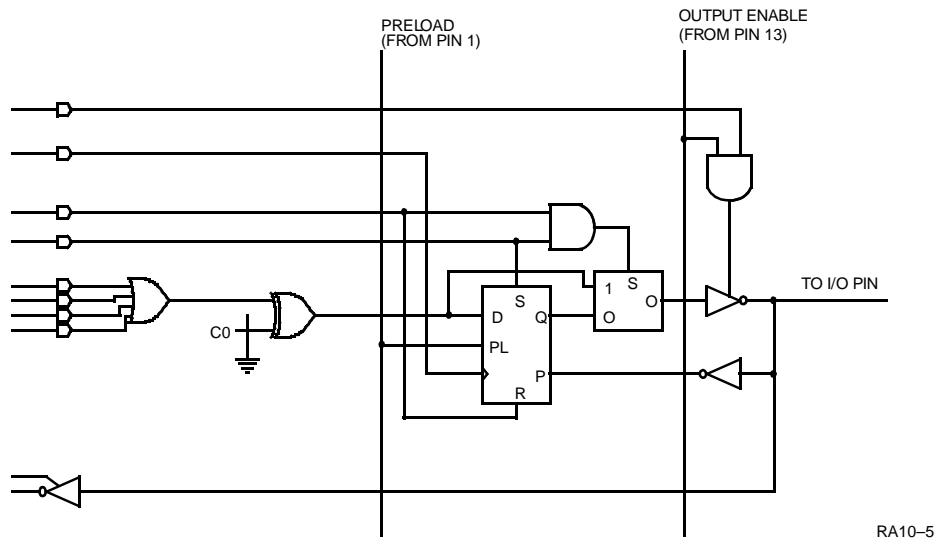 PRELOAD
(FROM PIN 1)
OUTPUT ENABLE
(FROM PIN 13)
S
1
O
O
TO I/O PIN
S
D
Q
C0
PL
P
R
RA10–5